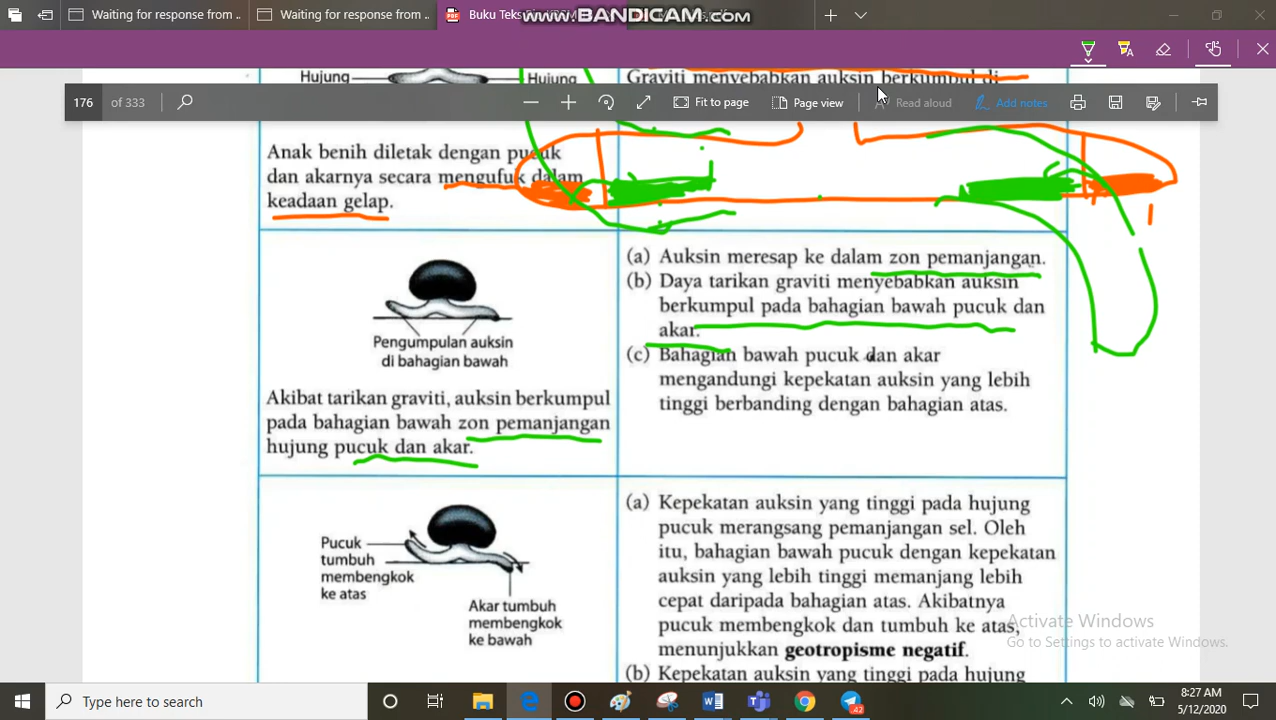 Waiting for response from
Waiting for response from
Buku Teks
WWW.BANDICAM.COM
Hujung
Hujung
Graviti menyebabkan auksin berkumpul di
176
of 333
Fit to page
Page view
Read aloud
Add notes
Anak benih diletak dengan pucuk
dan akarnya secara mengufuk dalam
keadaan gelap.
Pengumpulan auksin
di bahagian bawah
Akibat tarikan graviti, auksin berkumpul
pada bahagian bawah zon pemanjangan
hujung pucuk dan akar.
(a) Auksin meresap ke dalam zon pemanjangan.
(b) Daya tarikan graviti menyebabkan auksin
berkumpul pada bahagian bawah pucuk dan
akar.
(c) Bahagian bawah pucuk dan akar
mengandungi kepekatan auksin yang lebih
tinggi berbanding dengan bahagian atas.
Pucuk
tumbuh
membengkok
ke atas
Akar tumbuh
membengkok
ke bawah
(a) Kepekatan auksin yang tinggi pada hujung
pucuk merangsang pemanjangan sel. Oleh
itu, bahagian bawah pucuk dengan kepekatan
auksin yang lebih tinggi memanjang lebih
cepat daripada bahagian atas. Akibatnya
pucuk membengkok dan tumbuh ke atas,
menunjukkan geotropisme negatif.
(b) Kepekatan auksin yang tinggi pada hujung
Activate Windows
Go to Settings to activate Windows.
Type here to search
42
8:27 AM
5/12/2020